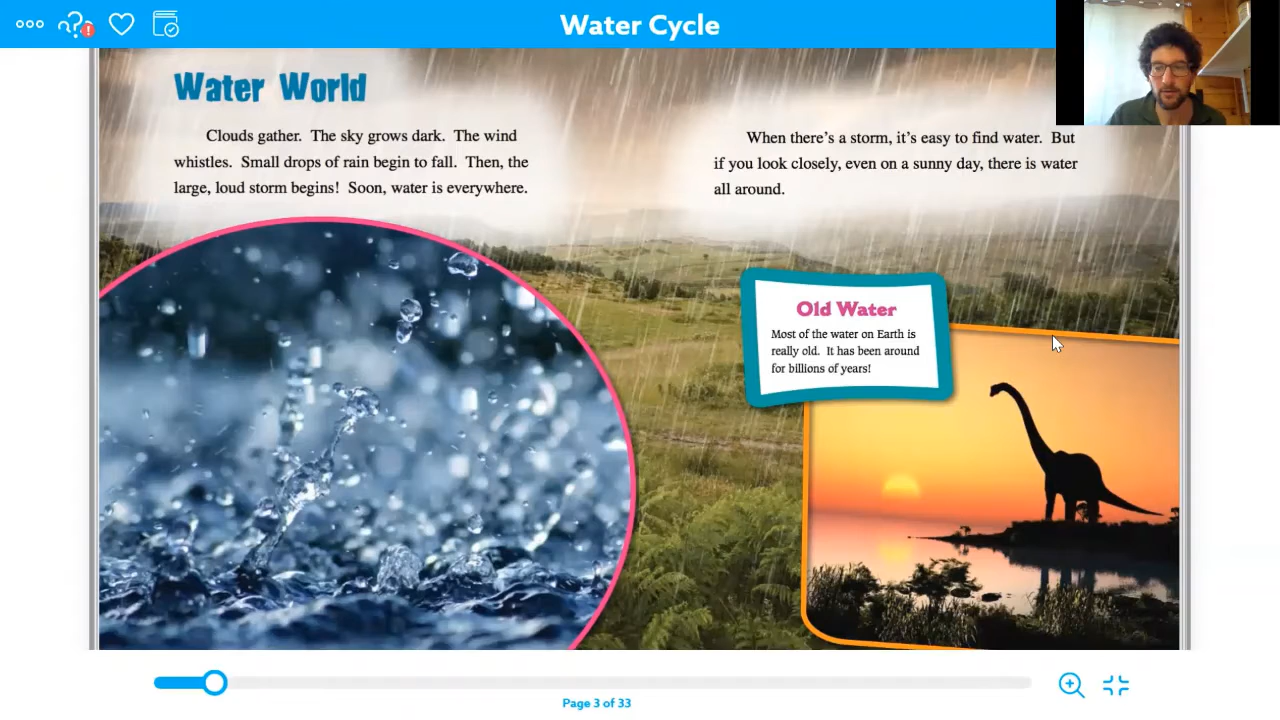 Water Cycle
Water World
Clouds gather. The sky grows dark. The wind
whistles. Small drops of rain begin to fall. Then, the
large, loud storm begins! Soon, water is everywhere.
When there's a storm, it's easy to find water. But
if you look closely, even on a sunny day, there is water
all around.
Old Water
Most of the water on Earth is
really old. It has been around
for billions of years!
Page 3 of 33